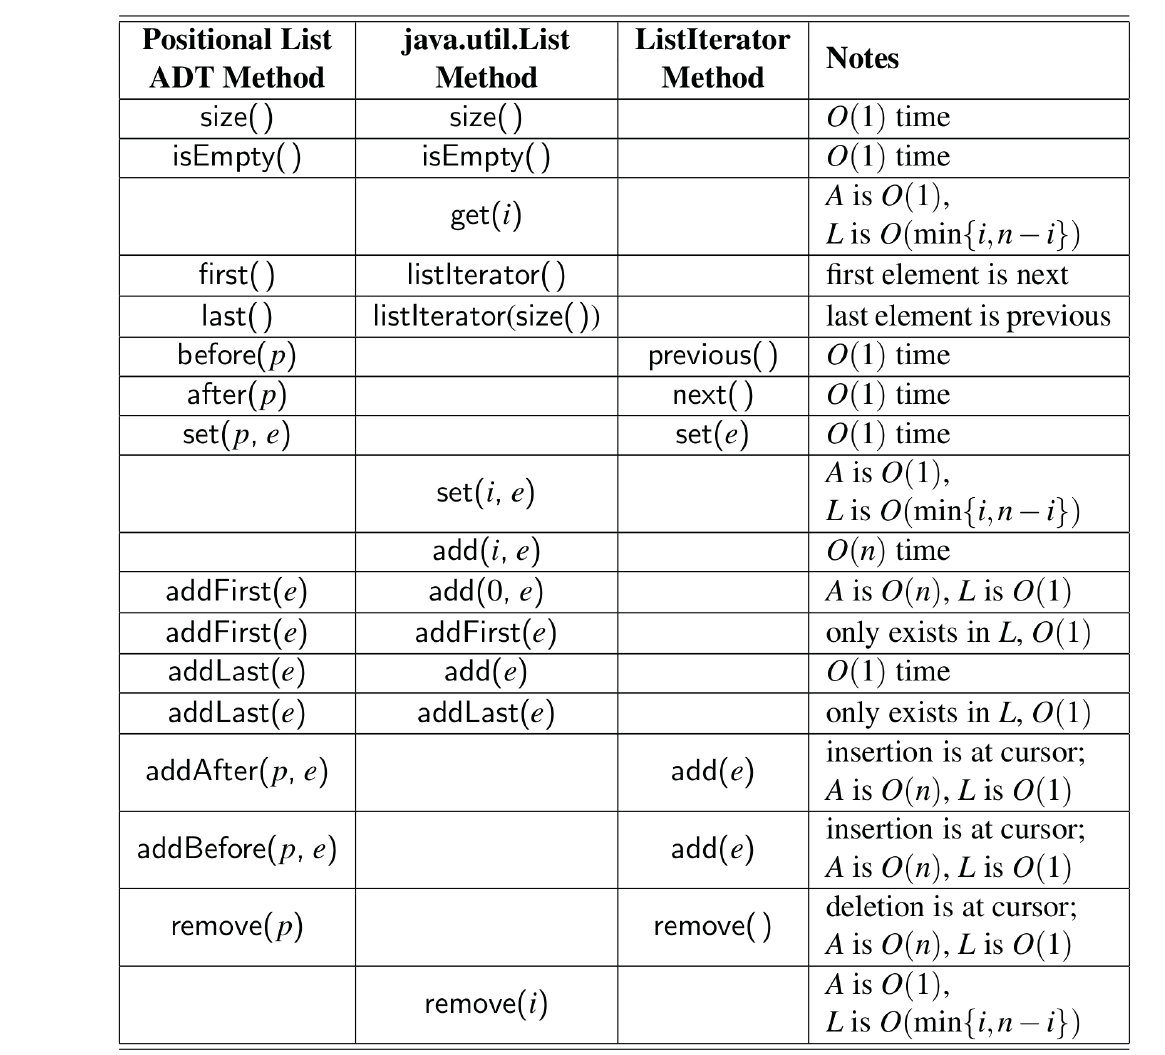 Positional List ADT Method | java.util.List Method | ListIterator Method | Notes
size() | size() | | O(1) time
isEmpty() | isEmpty() | | O(1) time
| get(i) | | A is O(1),
L is O(min{i,n−i})
first() | listIterator() | | first element is next
last() | listIterator(size()) | | last element is previous
before(p) | | previous() | O(1) time
after(p) | | next() | O(1) time
set(p, e) | | set(e) | O(1) time
| set(i, e) | | A is O(1),
L is O(min{i,n−i})
| add(i, e) | | O(n) time
addFirst(e) | add(0, e) | | A is O(n), L is O(1)
addFirst(e) | addFirst(e) | | only exists in L, O(1)
addLast(e) | add(e) | | O(1) time
addLast(e) | addLast(e) | | only exists in L, O(1)
addAfter(p, e) | | add(e) | insertion is at cursor;
A is O(n), L is O(1)
addBefore(p, e) | | add(e) | insertion is at cursor;
A is O(n), L is O(1)
remove(p) | | remove() | deletion is at cursor;
A is O(n), L is O(1)
| remove(i) | | A is O(1),
L is O(min{i,n−i})